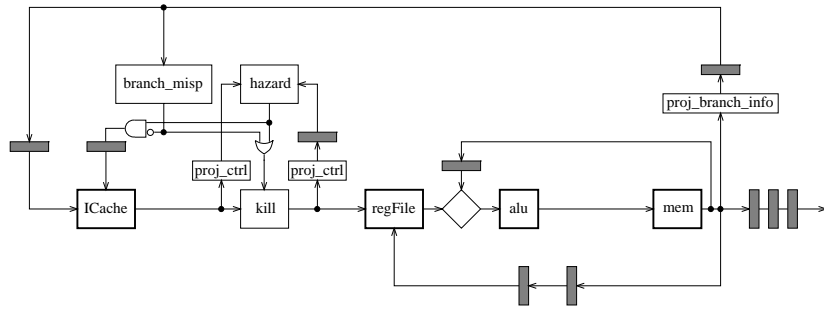 branch_misp
hazard
proj_branch_info
proj_ctrl
proj_ctrl
ICache
kill
regFile
alu
mem